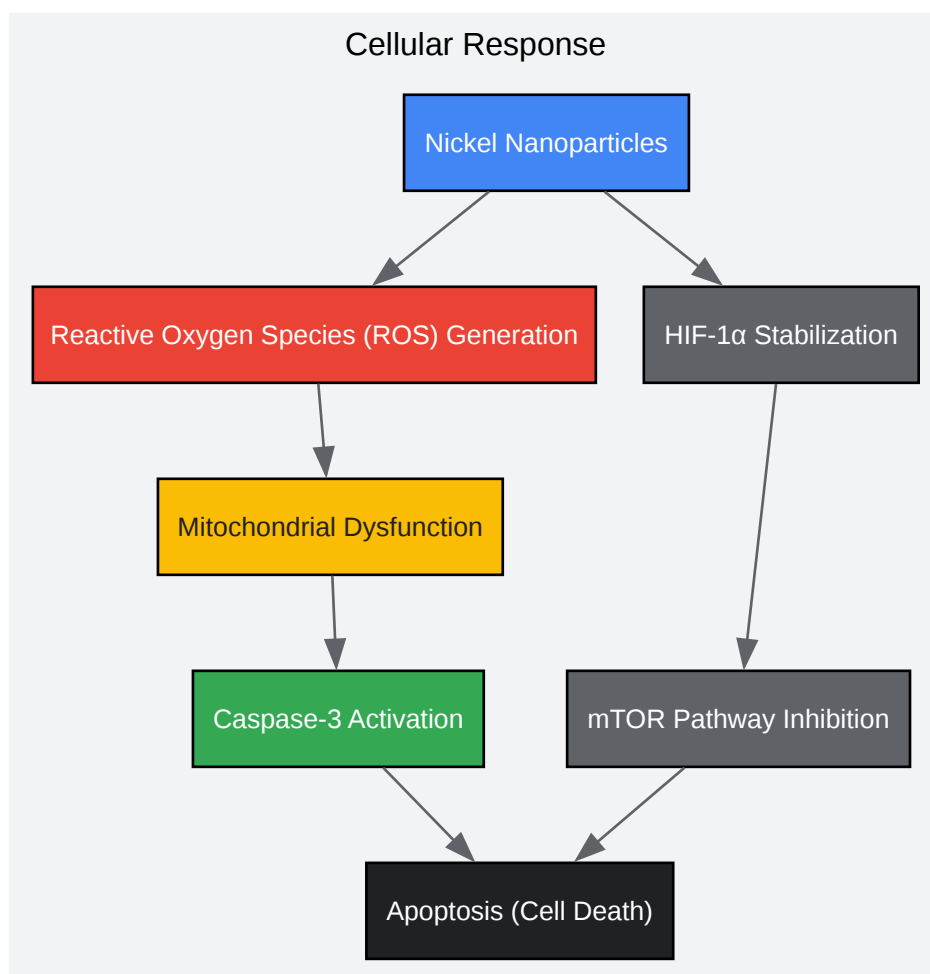 Cellular Response
Nickel Nanoparticles
Reactive Oxygen Species (ROS) Generation
HIF-1α Stabilization
Mitochondrial Dysfunction
Caspase-3 Activation
mTOR Pathway Inhibition
Apoptosis (Cell Death)